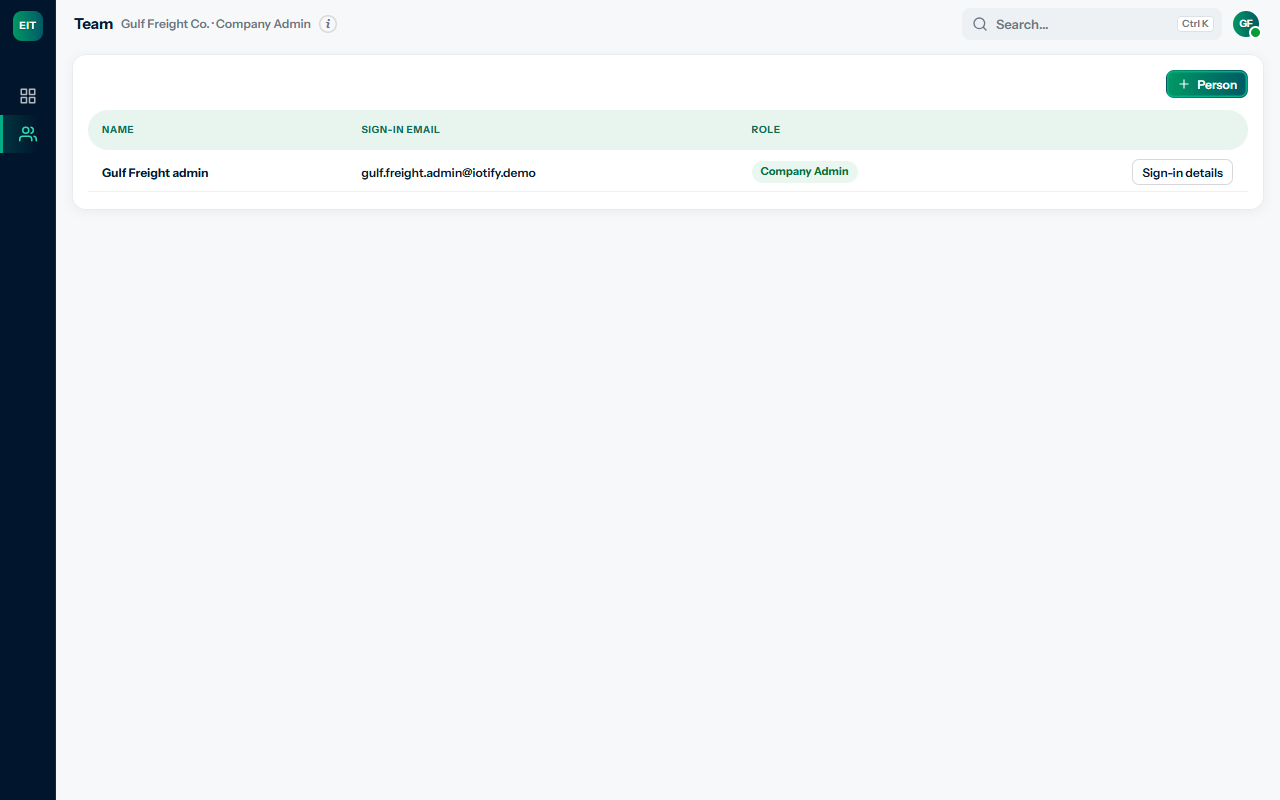 EIT
Team Gulf Freight Co. · Company Admin i
Search... Ctrl K
GF
+ Person
NAME SIGN-IN EMAIL ROLE
Gulf Freight admin gulf.freight.admin@iotify.demo Company Admin Sign-in details